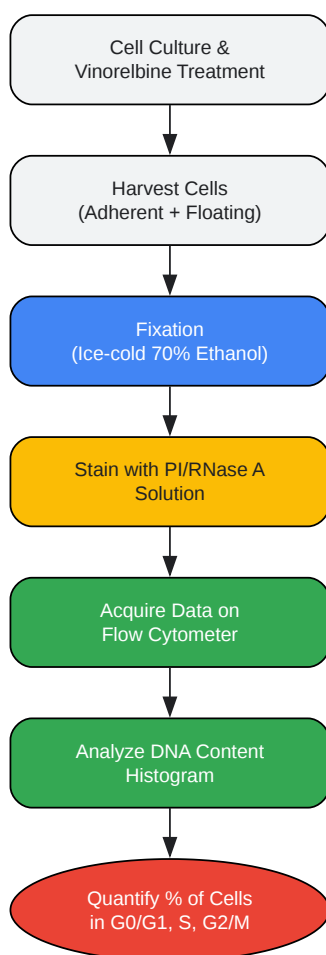 Cell Culture &
Vinorelbine Treatment
Harvest Cells
(Adherent + Floating)
Fixation
(Ice-cold 70% Ethanol)
Stain with PI/RNase A
Solution
Acquire Data on
Flow Cytometer
Analyze DNA Content
Histogram
Quantify % of Cells
in G0/G1, S, G2/M